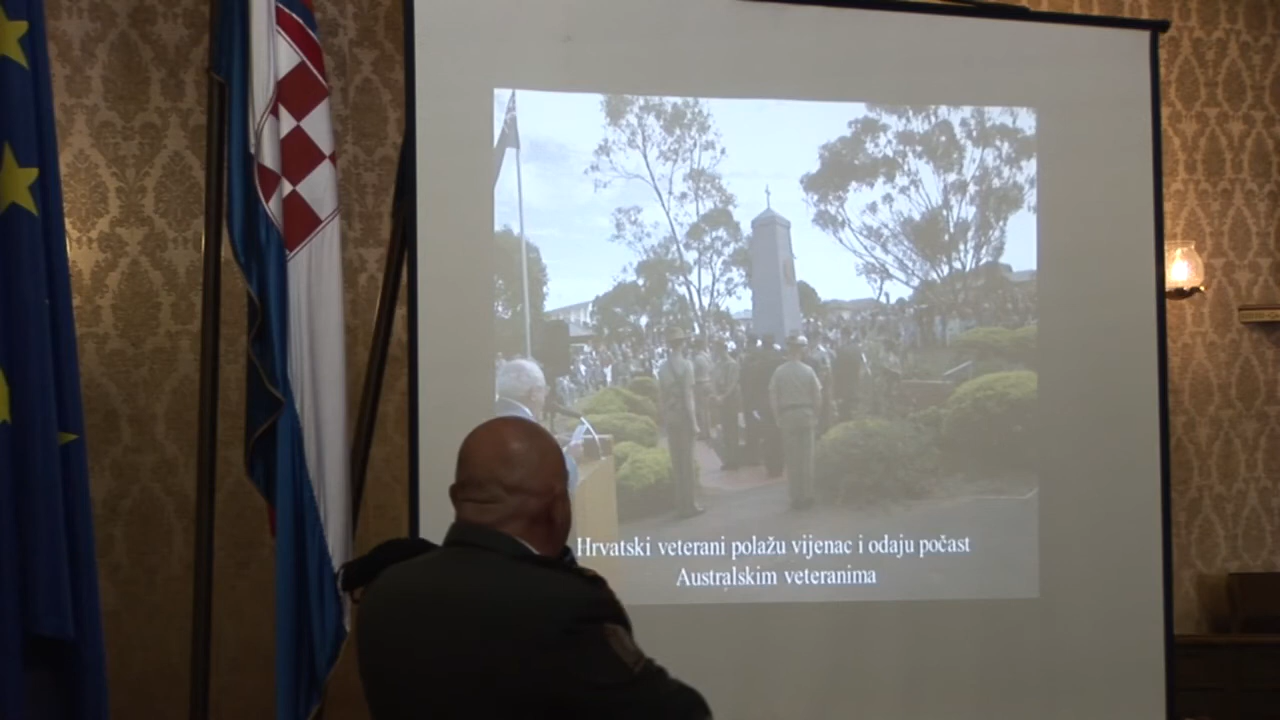 Hrvatski veterani polažu vijenac i odaju počast
Australskim veteranima